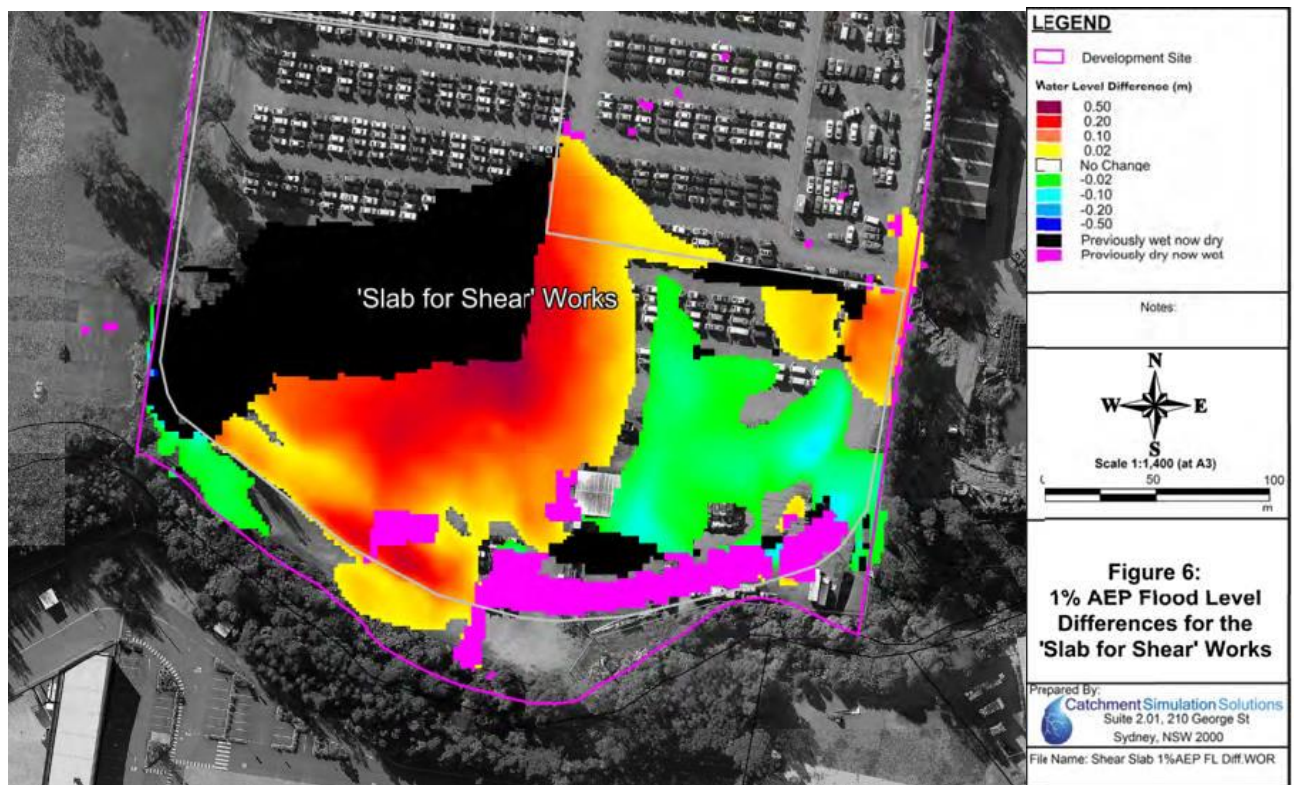 'Slab for Shear' Works
LEGEND
Development Site
Water Level Difference (m)
0.50
0.20
0.10
0.02
No Change
-0.02
-0.10
-0.20
-0.50
Previously wet now dry
Previously dry now wet
Notes:
N
W E
S
Scale 1:1,400 (at A3)
50 100
m
Figure 6:
1% AEP Flood Level
Differences for the
'Slab for Shear' Works
Prepared By:
Catchment Simulation Solutions
Suite 2.01, 210 George St
Sydney, NSW 2000
File Name: Shear Slab 1%AEP FL Diff.WOR